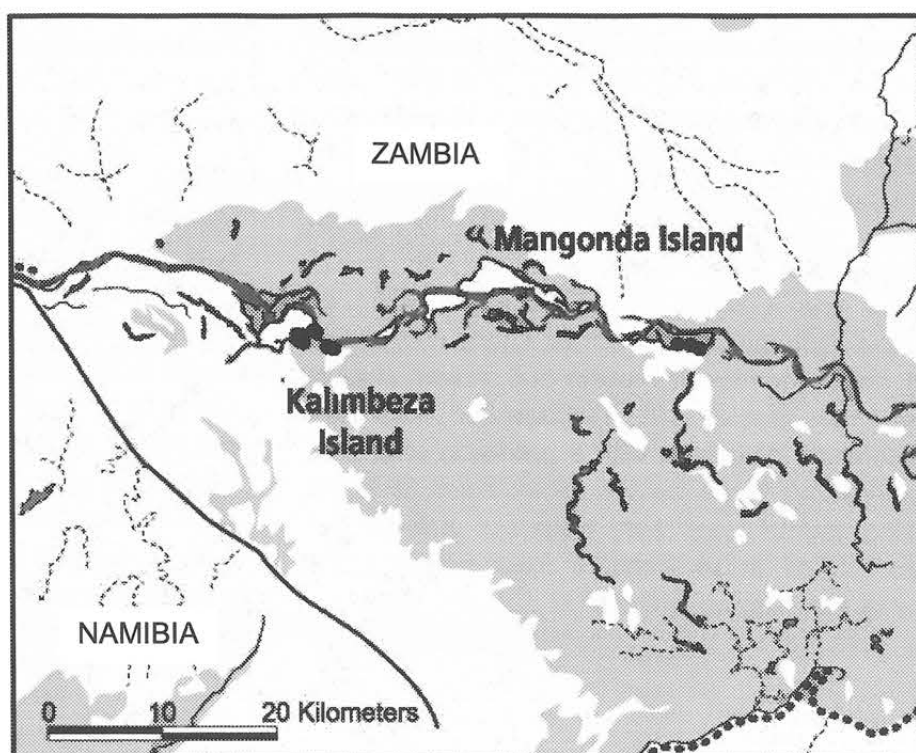 ZAMBIA
Mangonda Island
Kalimbeza
Island
NAMIBIA
0 10 20 Kilometers